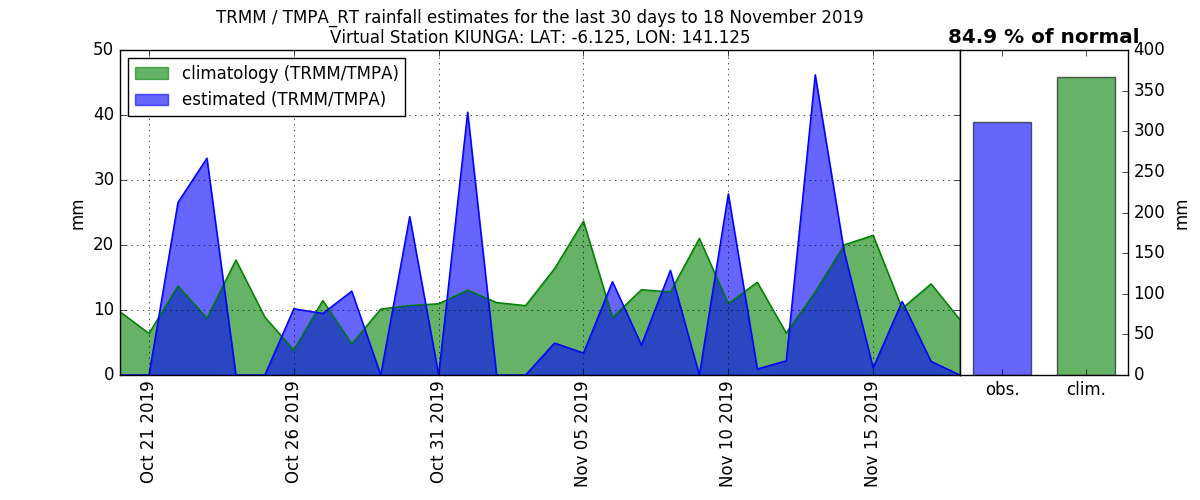 TRMM / TMPA_RT rainfall estimates for the last 30 days to 18 November 2019
Virtual Station KIUNGA: LAT: -6.125, LON: 141.125
84.9 % of normal
climatology (TRMM/TMPA)
estimated (TRMM/TMPA)
50
40
30
20
10
0
mm
Oct 21 2019
Oct 26 2019
Oct 31 2019
Nov 05 2019
Nov 10 2019
Nov 15 2019
400
350
300
250
200
150
100
50
0
mm
obs.
clim.